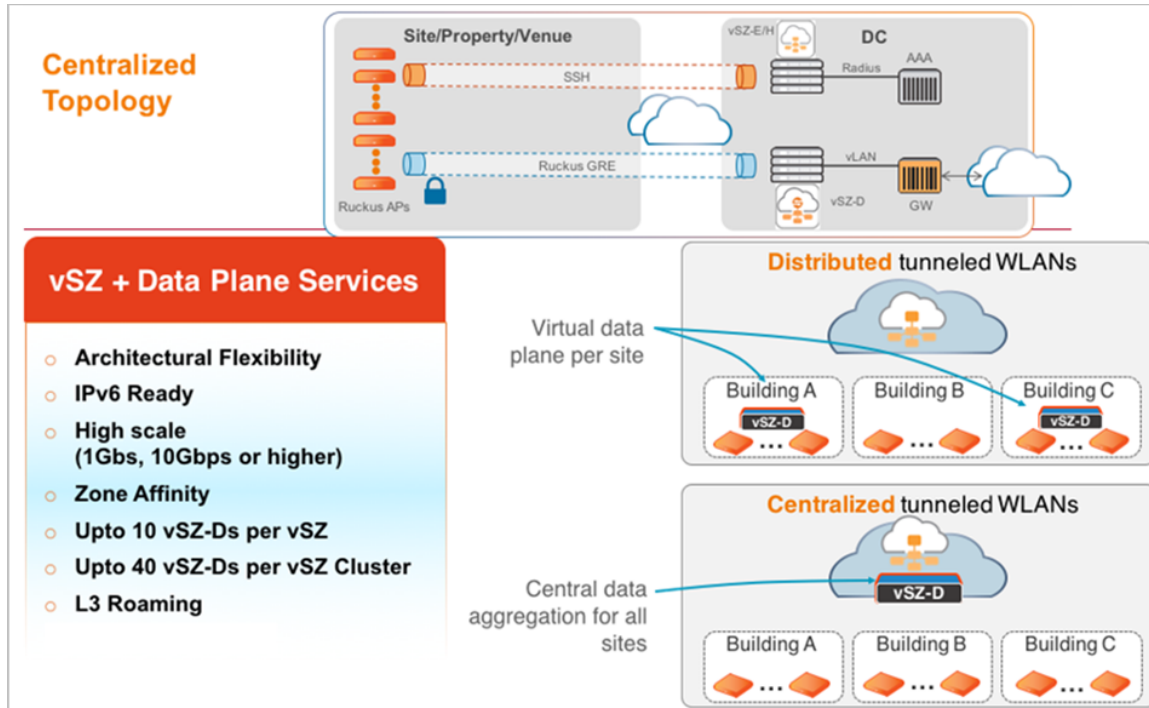 Centralized
Topology
Site/Property/Venue
vSZ-E/H
DC
AAA
SSH
Radius
Ruckus GRE
vLAN
Ruckus APs
vSZ-D
GW
vSZ + Data Plane Services
Architectural Flexibility
IPv6 Ready
High scale
(1Gbs, 10Gbps or higher)
Zone Affinity
Upto 10 vSZ-Ds per vSZ
Upto 40 vSZ-Ds per vSZ Cluster
L3 Roaming
Distributed tunneled WLANs
Virtual data
plane per site
Building A
Building B
Building C
vSZ-D
vSZ-D
Centralized tunneled WLANs
vSZ-D
Central data
aggregation for all
sites
Building A
Building B
Building C